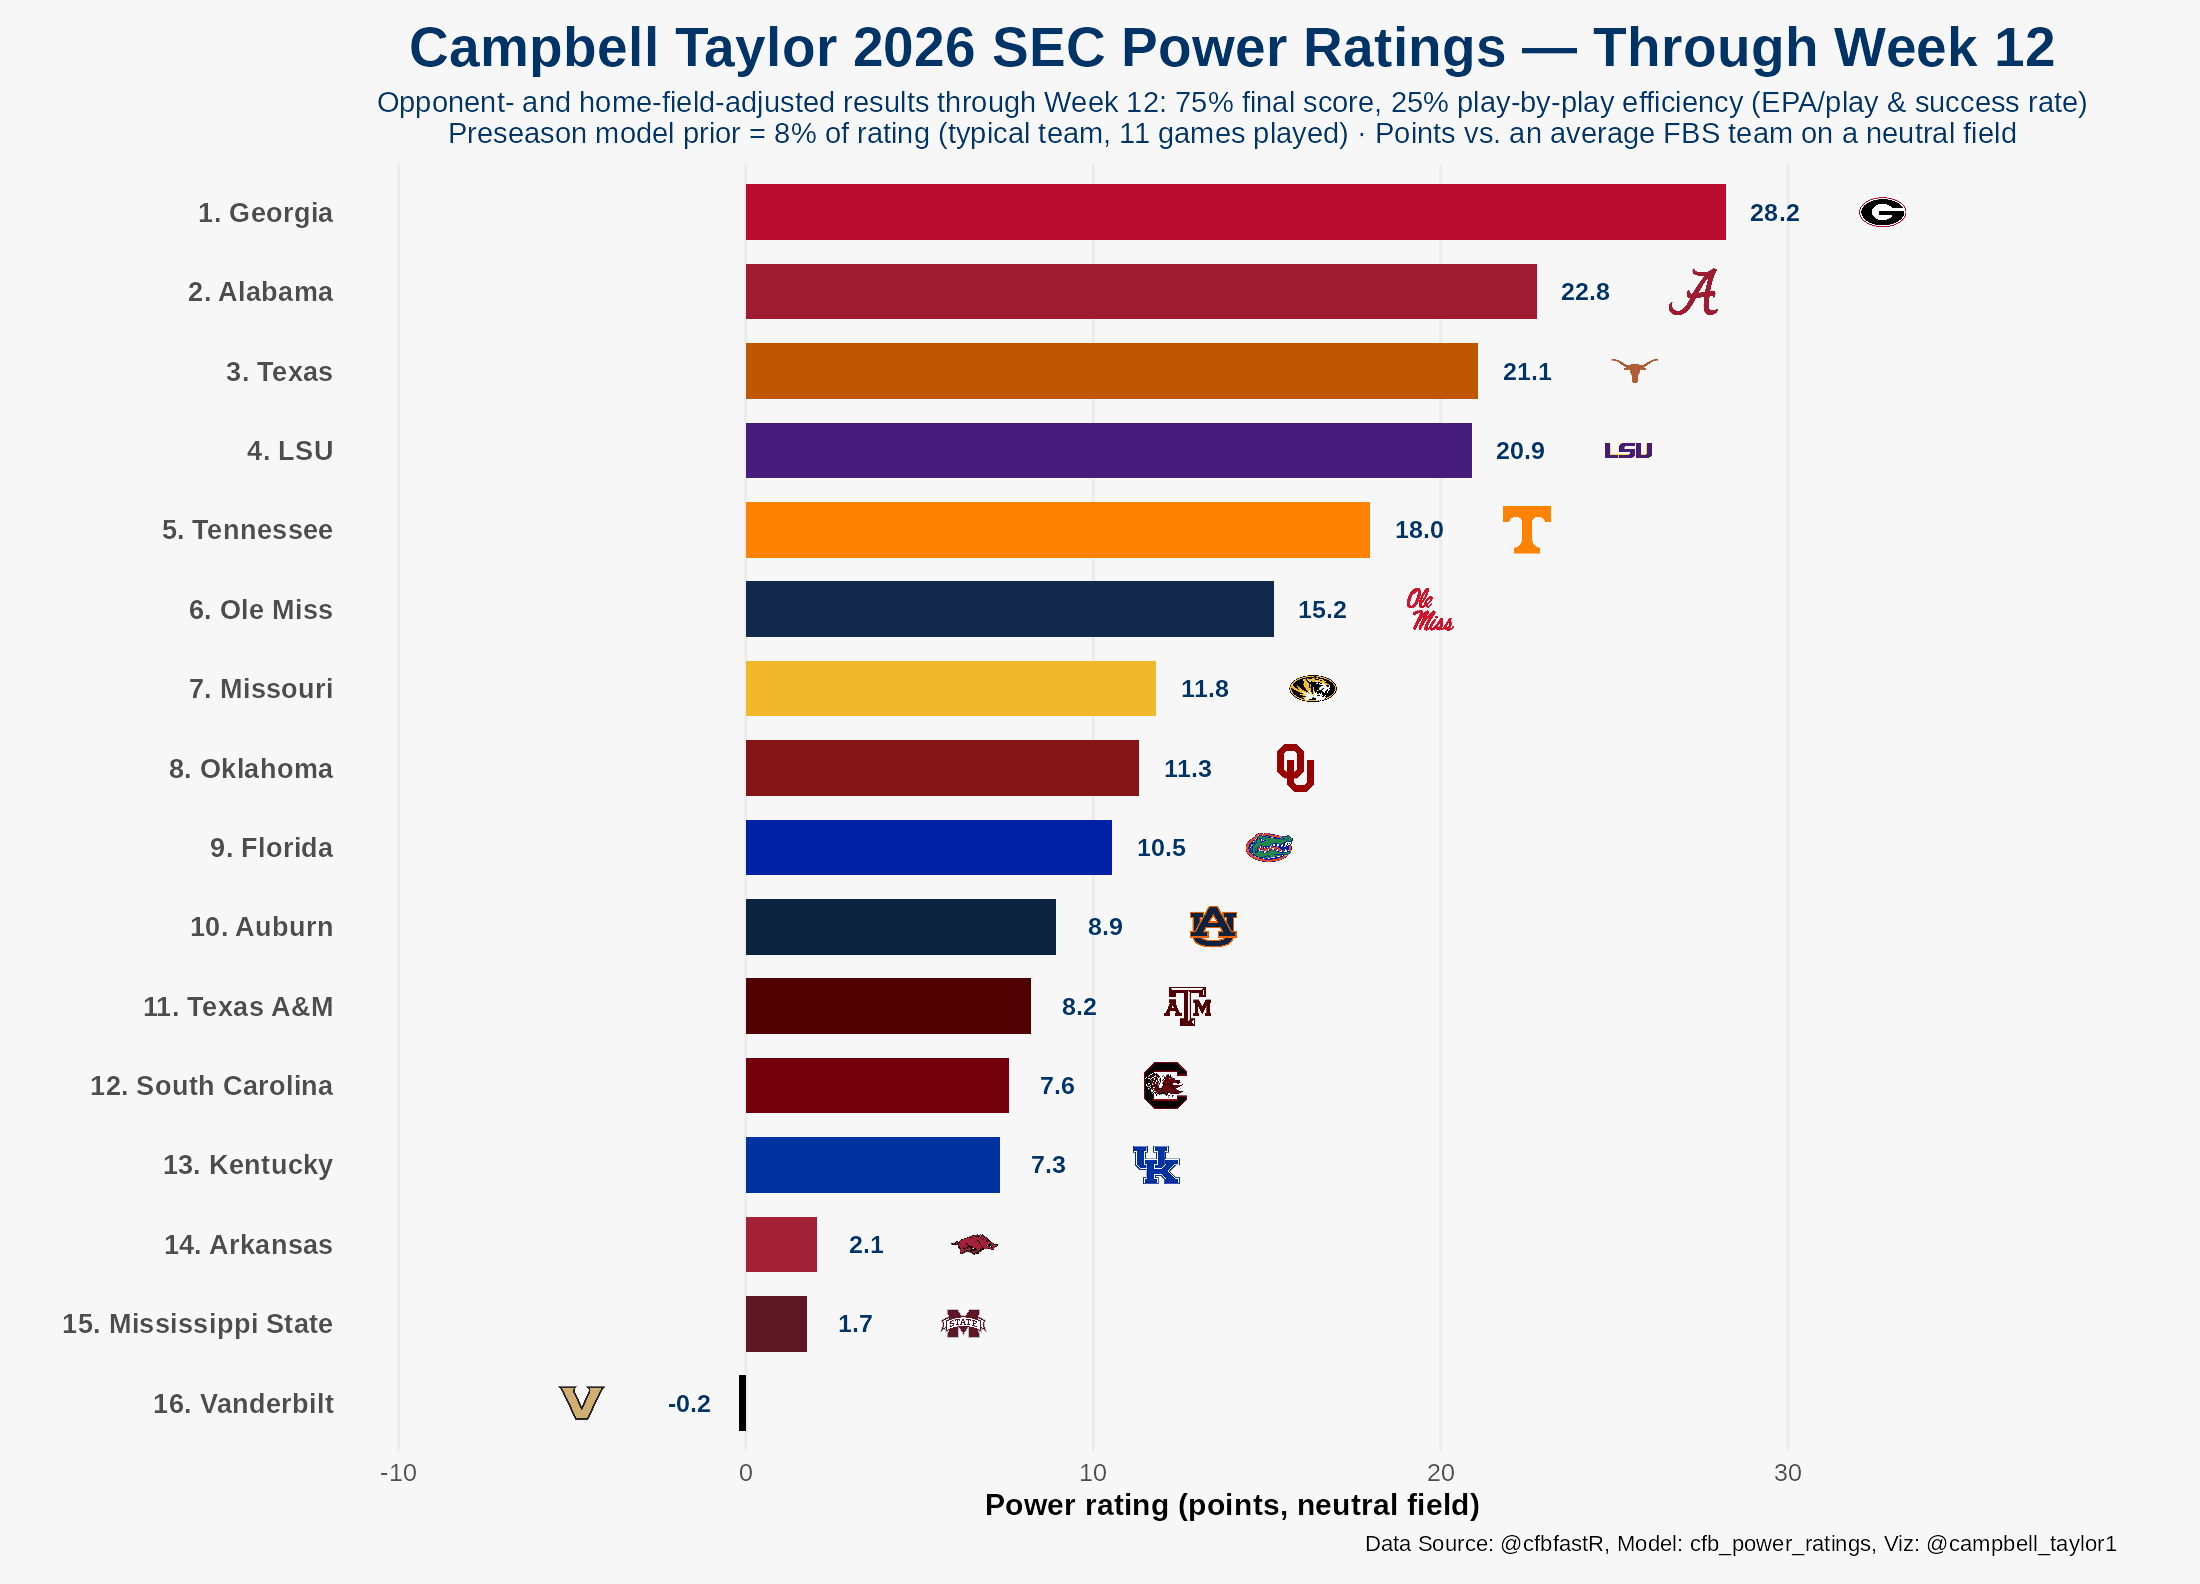 Campbell Taylor 2026 SEC Power Ratings — Through Week 12
Opponent- and home-field-adjusted results through Week 12: 75% final score, 25% play-by-play efficiency (EPA/play & success rate)
Preseason model prior = 8% of rating (typical team, 11 games played) · Points vs. an average FBS team on a neutral field
1. Georgia 28.2 G
2. Alabama 22.8 A
3. Texas 21.1
4. LSU 20.9 LSU
5. Tennessee 18.0 T
6. Ole Miss 15.2 Ole Miss
7. Missouri 11.8
8. Oklahoma 11.3 OU
9. Florida 10.5 Gators
10. Auburn 8.9 AU
11. Texas A&M 8.2 ATM
12. South Carolina 7.6 C
13. Kentucky 7.3 UK
14. Arkansas 2.1
15. Mississippi State 1.7 M STATE
16. Vanderbilt V -0.2
-10 0 10 20 30
Power rating (points, neutral field)
Data Source: @cfbfastR, Model: cfb_power_ratings, Viz: @campbell_taylor1